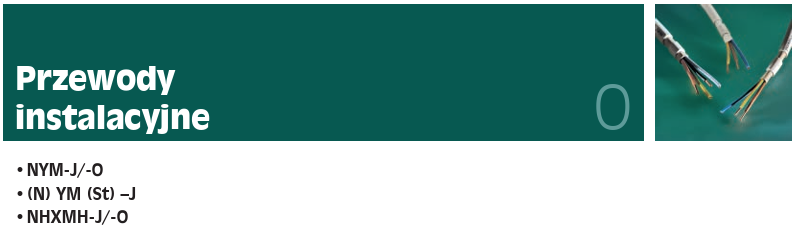 Przewody
instalacyjne
O
• NYM-J/-O
• (N) YM (St) –J
• NHXMH-J/-O